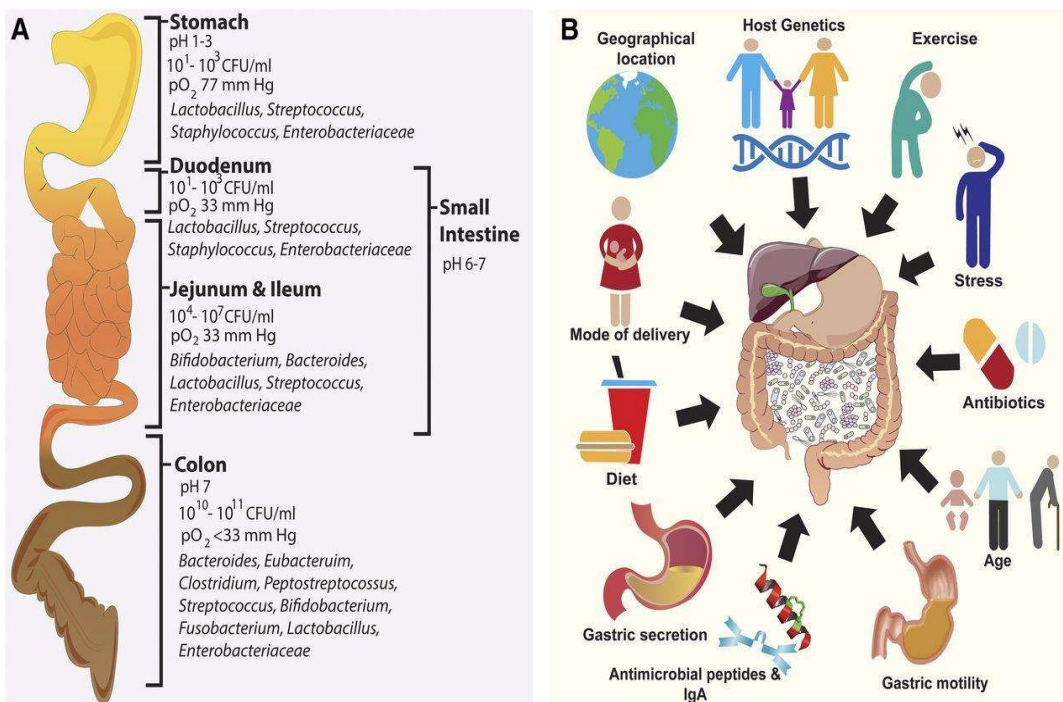 A
Stomach
pH 1-3
10¹- 10³ CFU/ml
pO₂ 77 mm Hg
Lactobacillus, Streptococcus,
Staphylococcus, Enterobacteriaceae
Duodenum
10¹- 10³ CFU/ml
pO₂ 33 mm Hg
Lactobacillus, Streptococcus,
Staphylococcus, Enterobacteriaceae
Jejunum & Ileum
10⁴- 10⁷ CFU/ml
pO₂ 33 mm Hg
Bifidobacterium, Bacteroides,
Lactobacillus, Streptococcus,
Enterobacteriaceae
Small
Intestine
pH 6-7
Colon
pH 7
10¹⁰- 10¹¹ CFU/ml
pO₂ <33 mm Hg
Bacteroides, Eubacteruim,
Clostridium, Peptostreptocossus,
Streptococcus, Bifidobacterium,
Fusobacterium, Lactobacillus,
Enterobacteriaceae
B
Geographical
location
Host Genetics
Exercise
Stress
Mode of delivery
Antibiotics
Diet
Age
Gastric secretion
Antimicrobial peptides &
IgA
Gastric motility